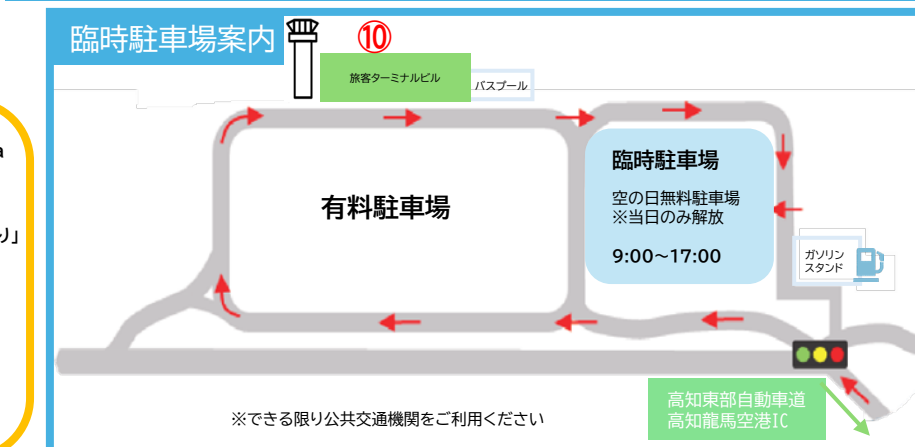 臨時駐車場案内
⑩
旅客ターミナルビル
バスプール
a
り」
有料駐車場
臨時駐車場
空の日無料駐車場
※当日のみ解放
9:00~17:00
ガソリン
スタンド
高知東部自動車道
高知龍馬空港IC
※できる限り公共交通機関をご利用ください